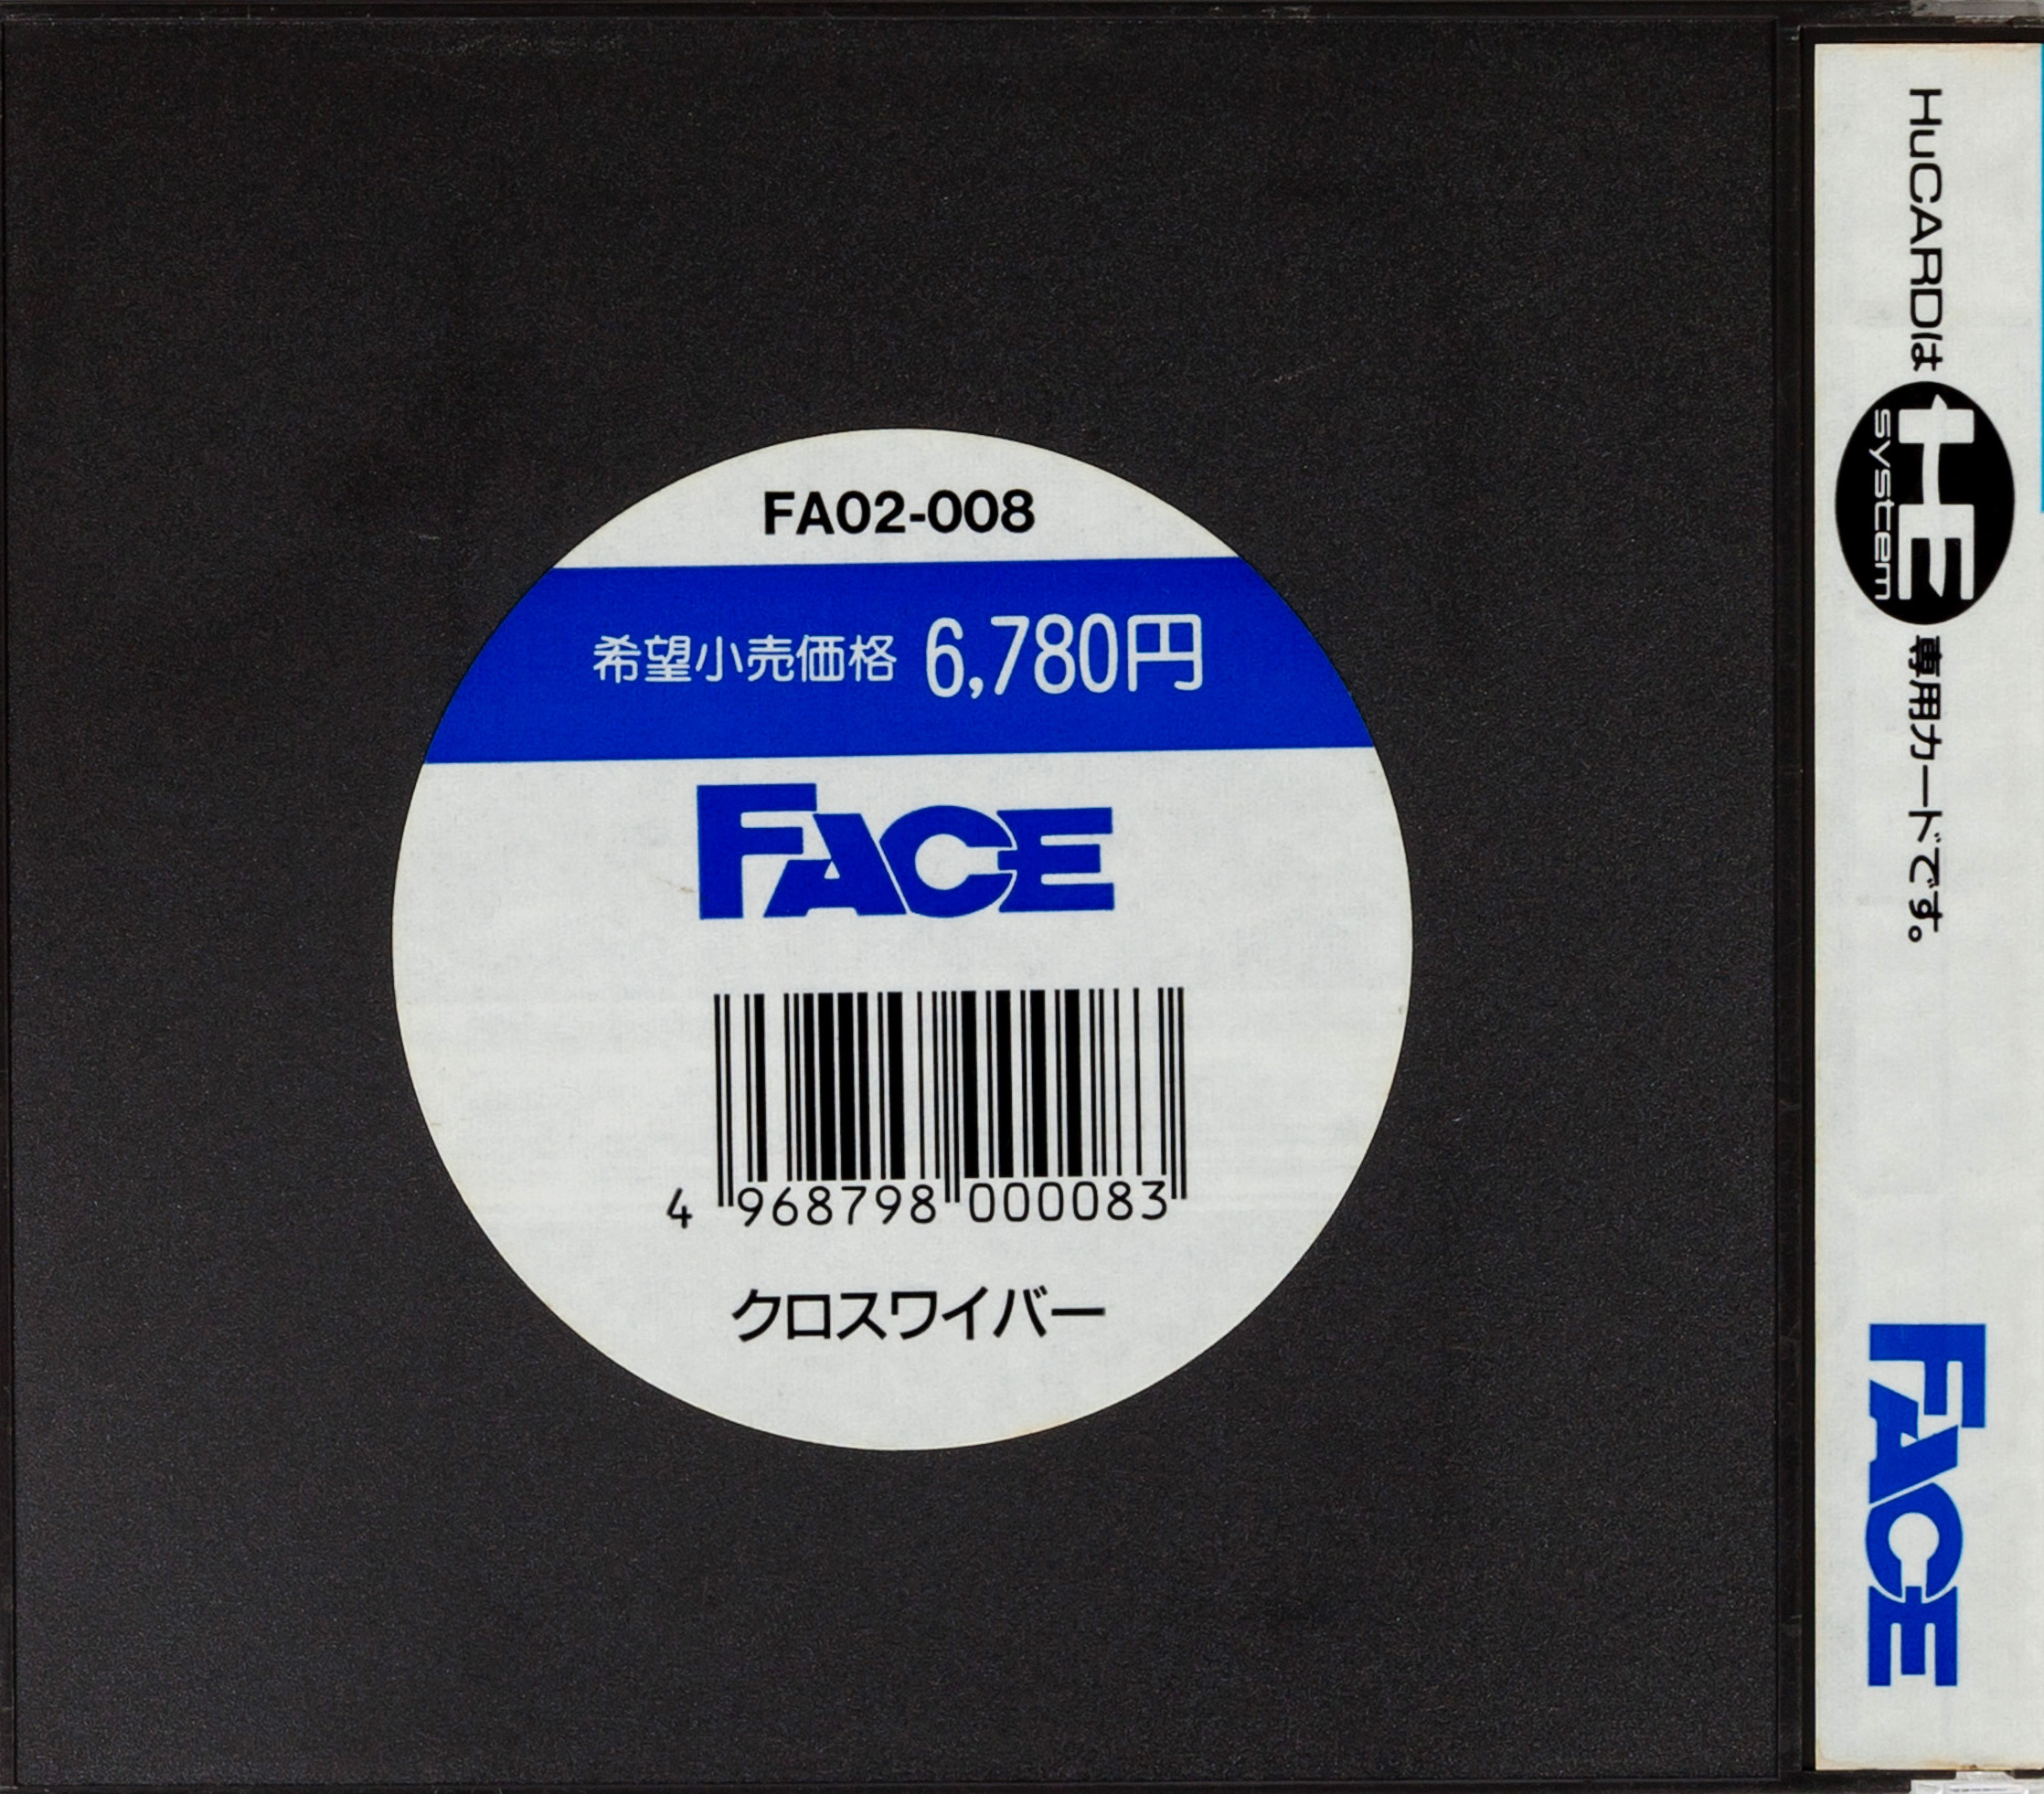 FA02-008
希望小売価格 6,780円
FACE
4 968798 000083
クロスワイバー
HuCARDは HE system 専用カードです。
FACE